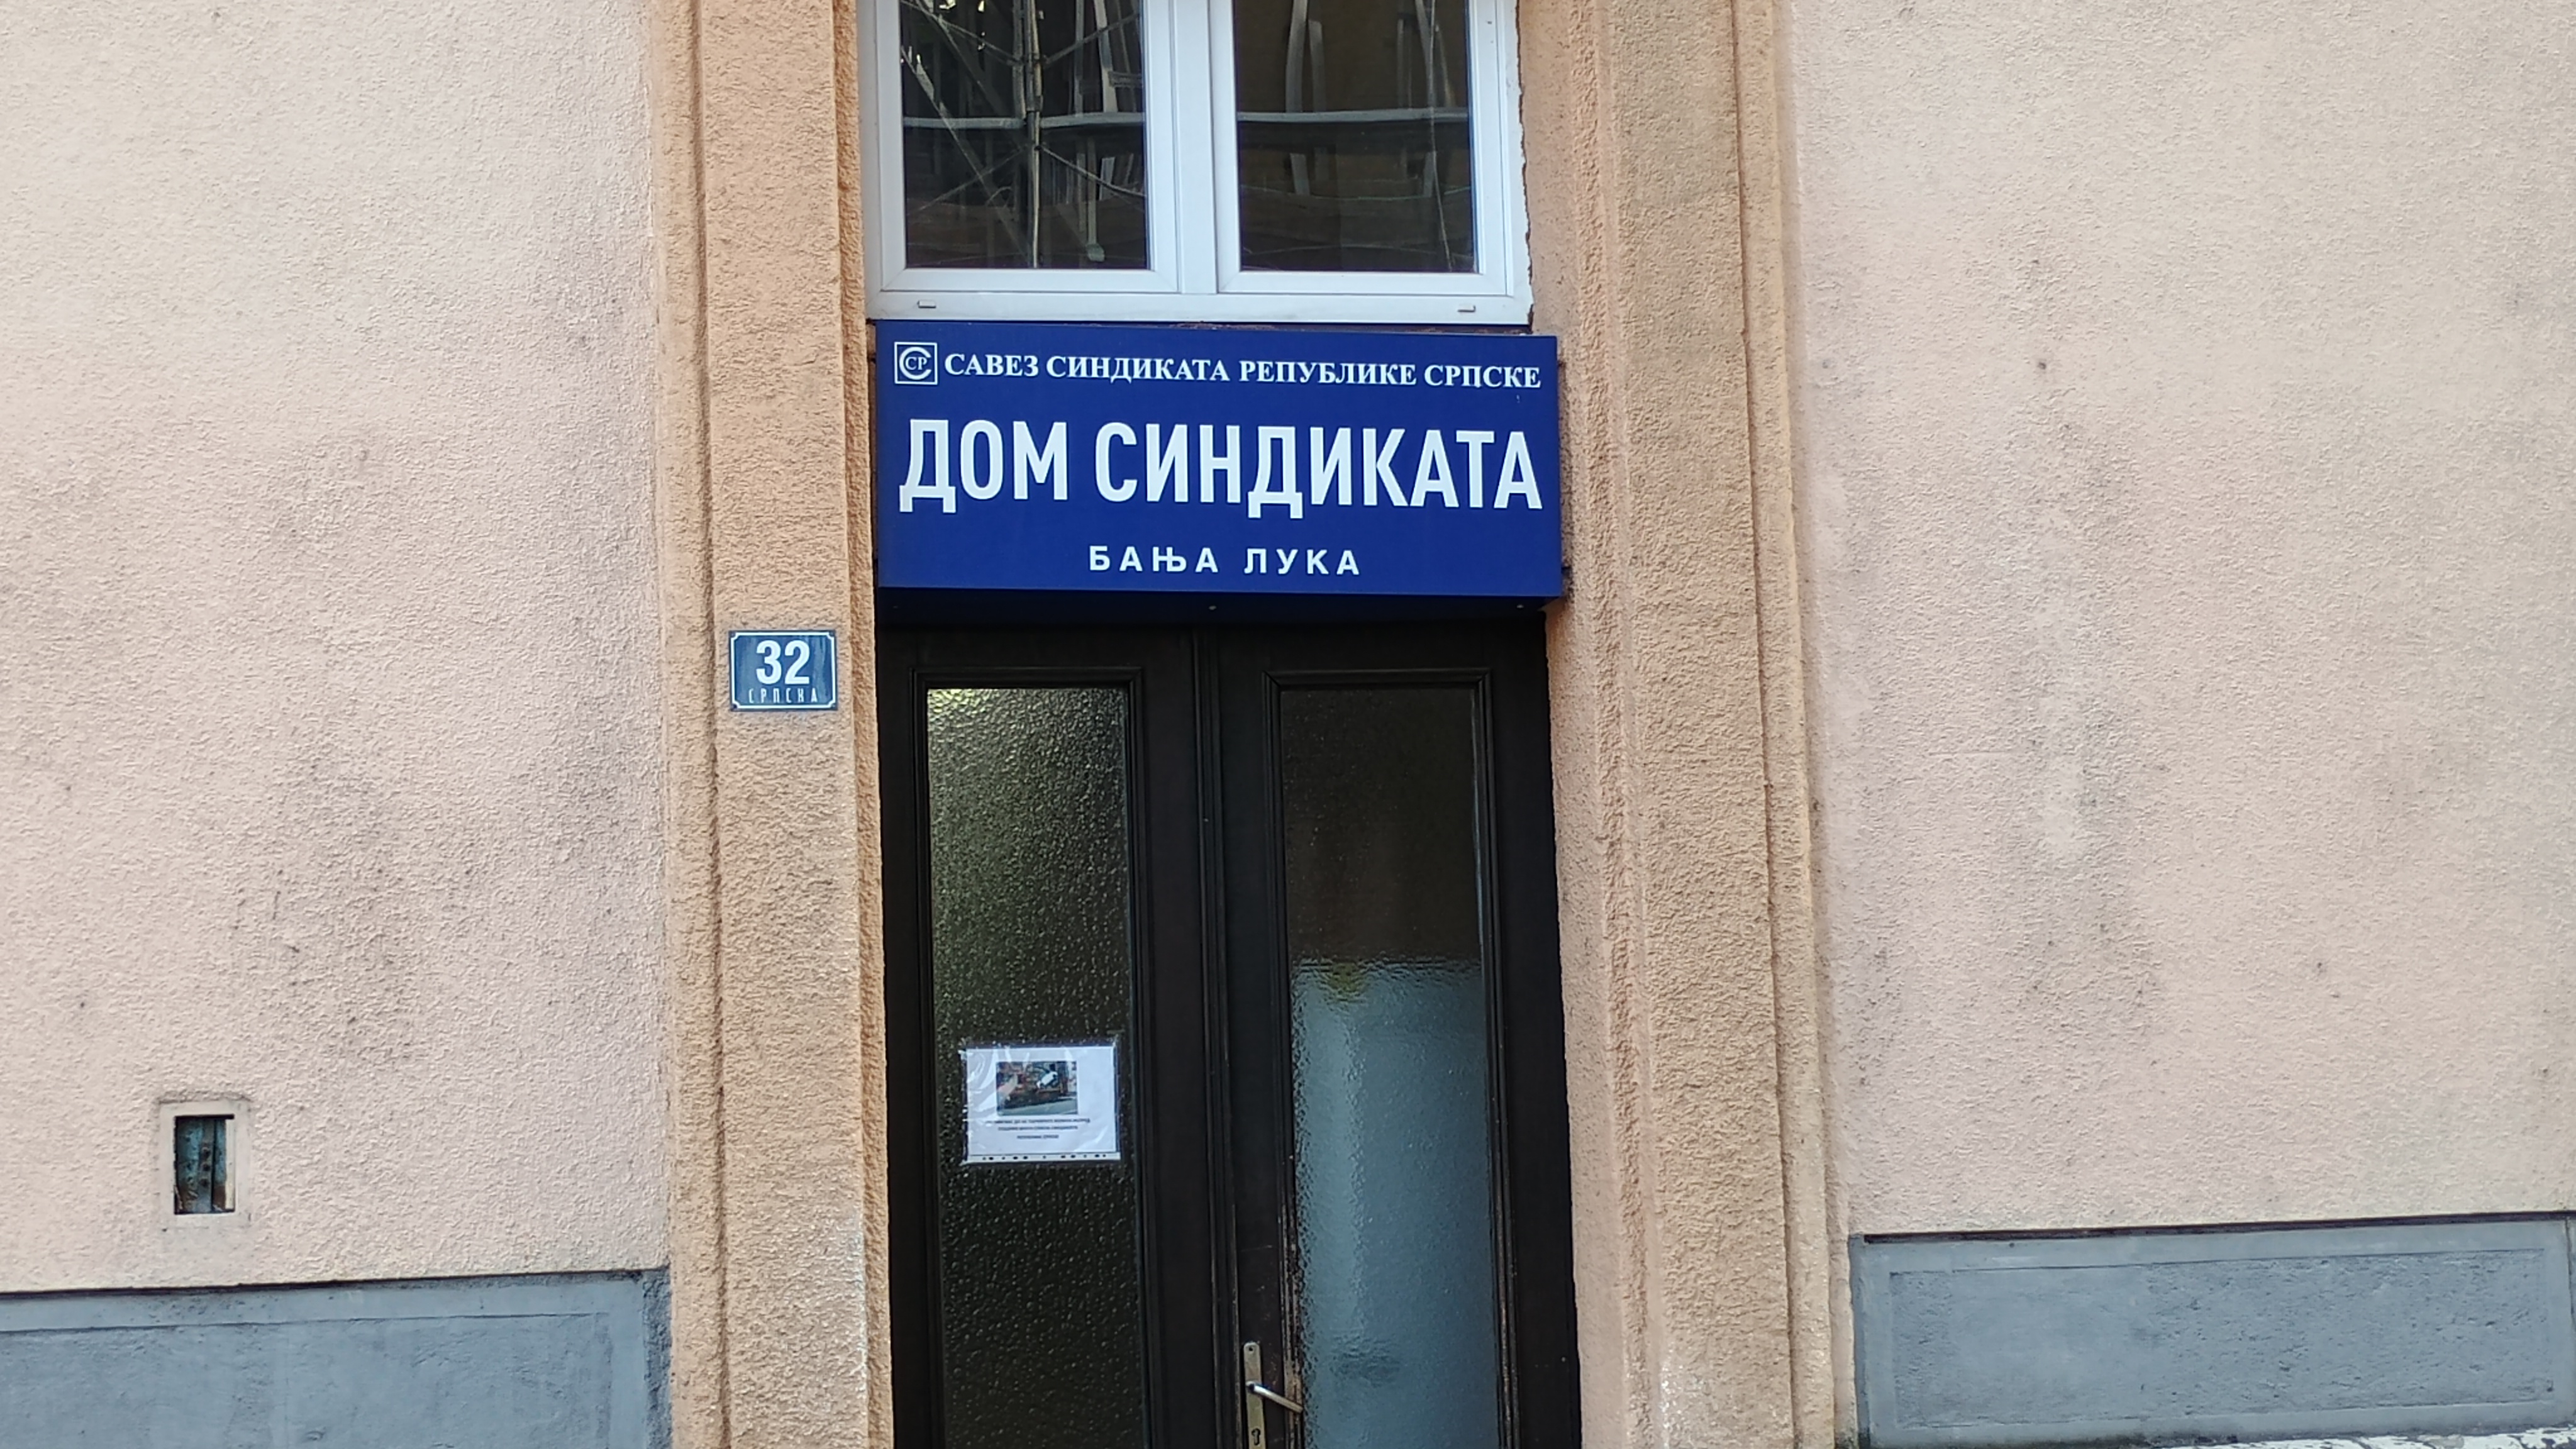 СР САВЕЗ СИНДИКАТА РЕПУБЛИКЕ СРПСКЕ
ДОМ СИНДИКАТА
БАЊА ЛУКА
32
СРПСКА